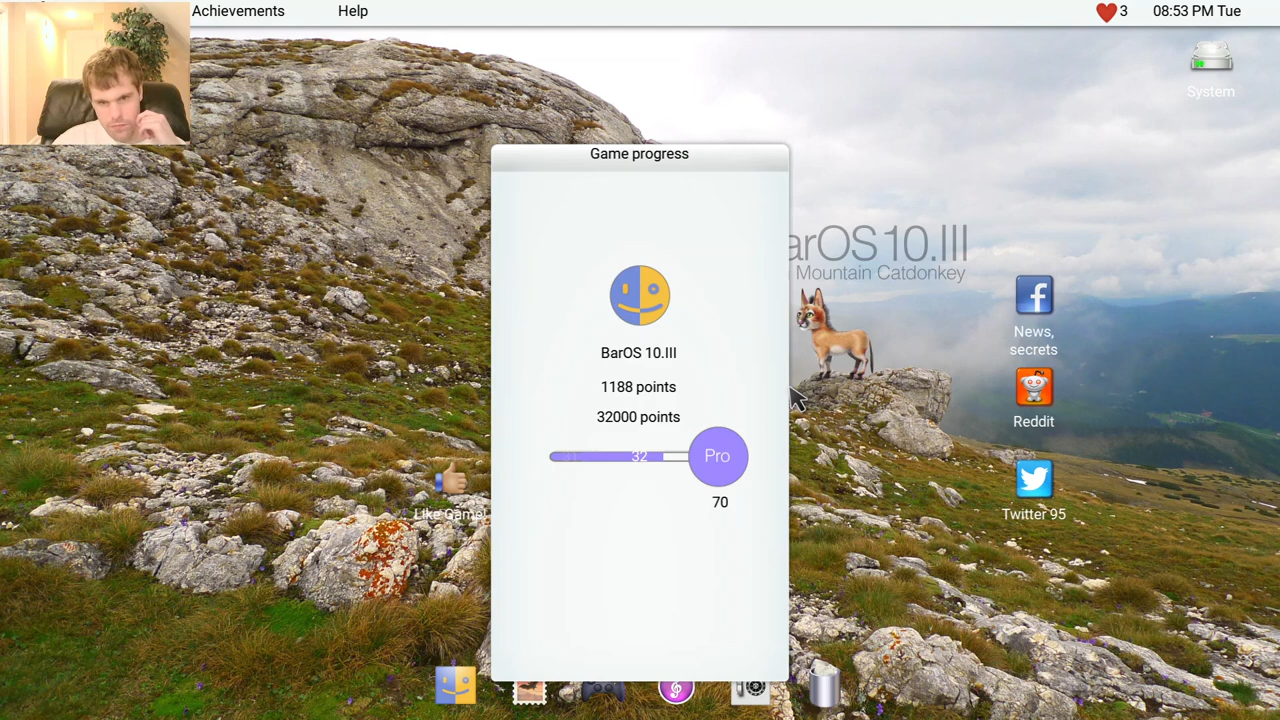 Achievements
Help
3
08:53 PM Tue
System
Game progress
arOS 10.III
Mountain Catdonkey
BarOS 10.III
News,
secrets
1188 points
32000 points
Reddit
32
Pro
70
Like Game!
Twitter 95